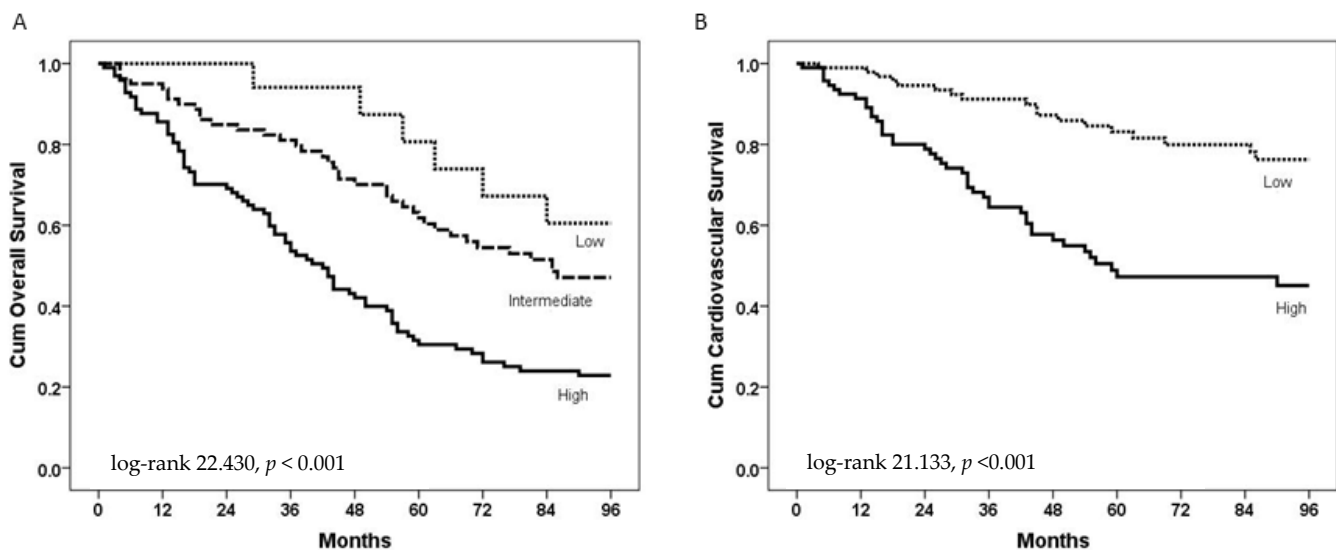 A
Cum Overall Survival
1.0
0.8
0.6
0.4
0.2
0.0
Low
Intermediate
High
log-rank 22.430, p < 0.001
0 12 24 36 48 60 72 84 96
Months
B
Cum Cardiovascular Survival
1.0
0.8
0.6
0.4
0.2
0.0
Low
High
log-rank 21.133, p <0.001
0 12 24 36 48 60 72 84 96
Months